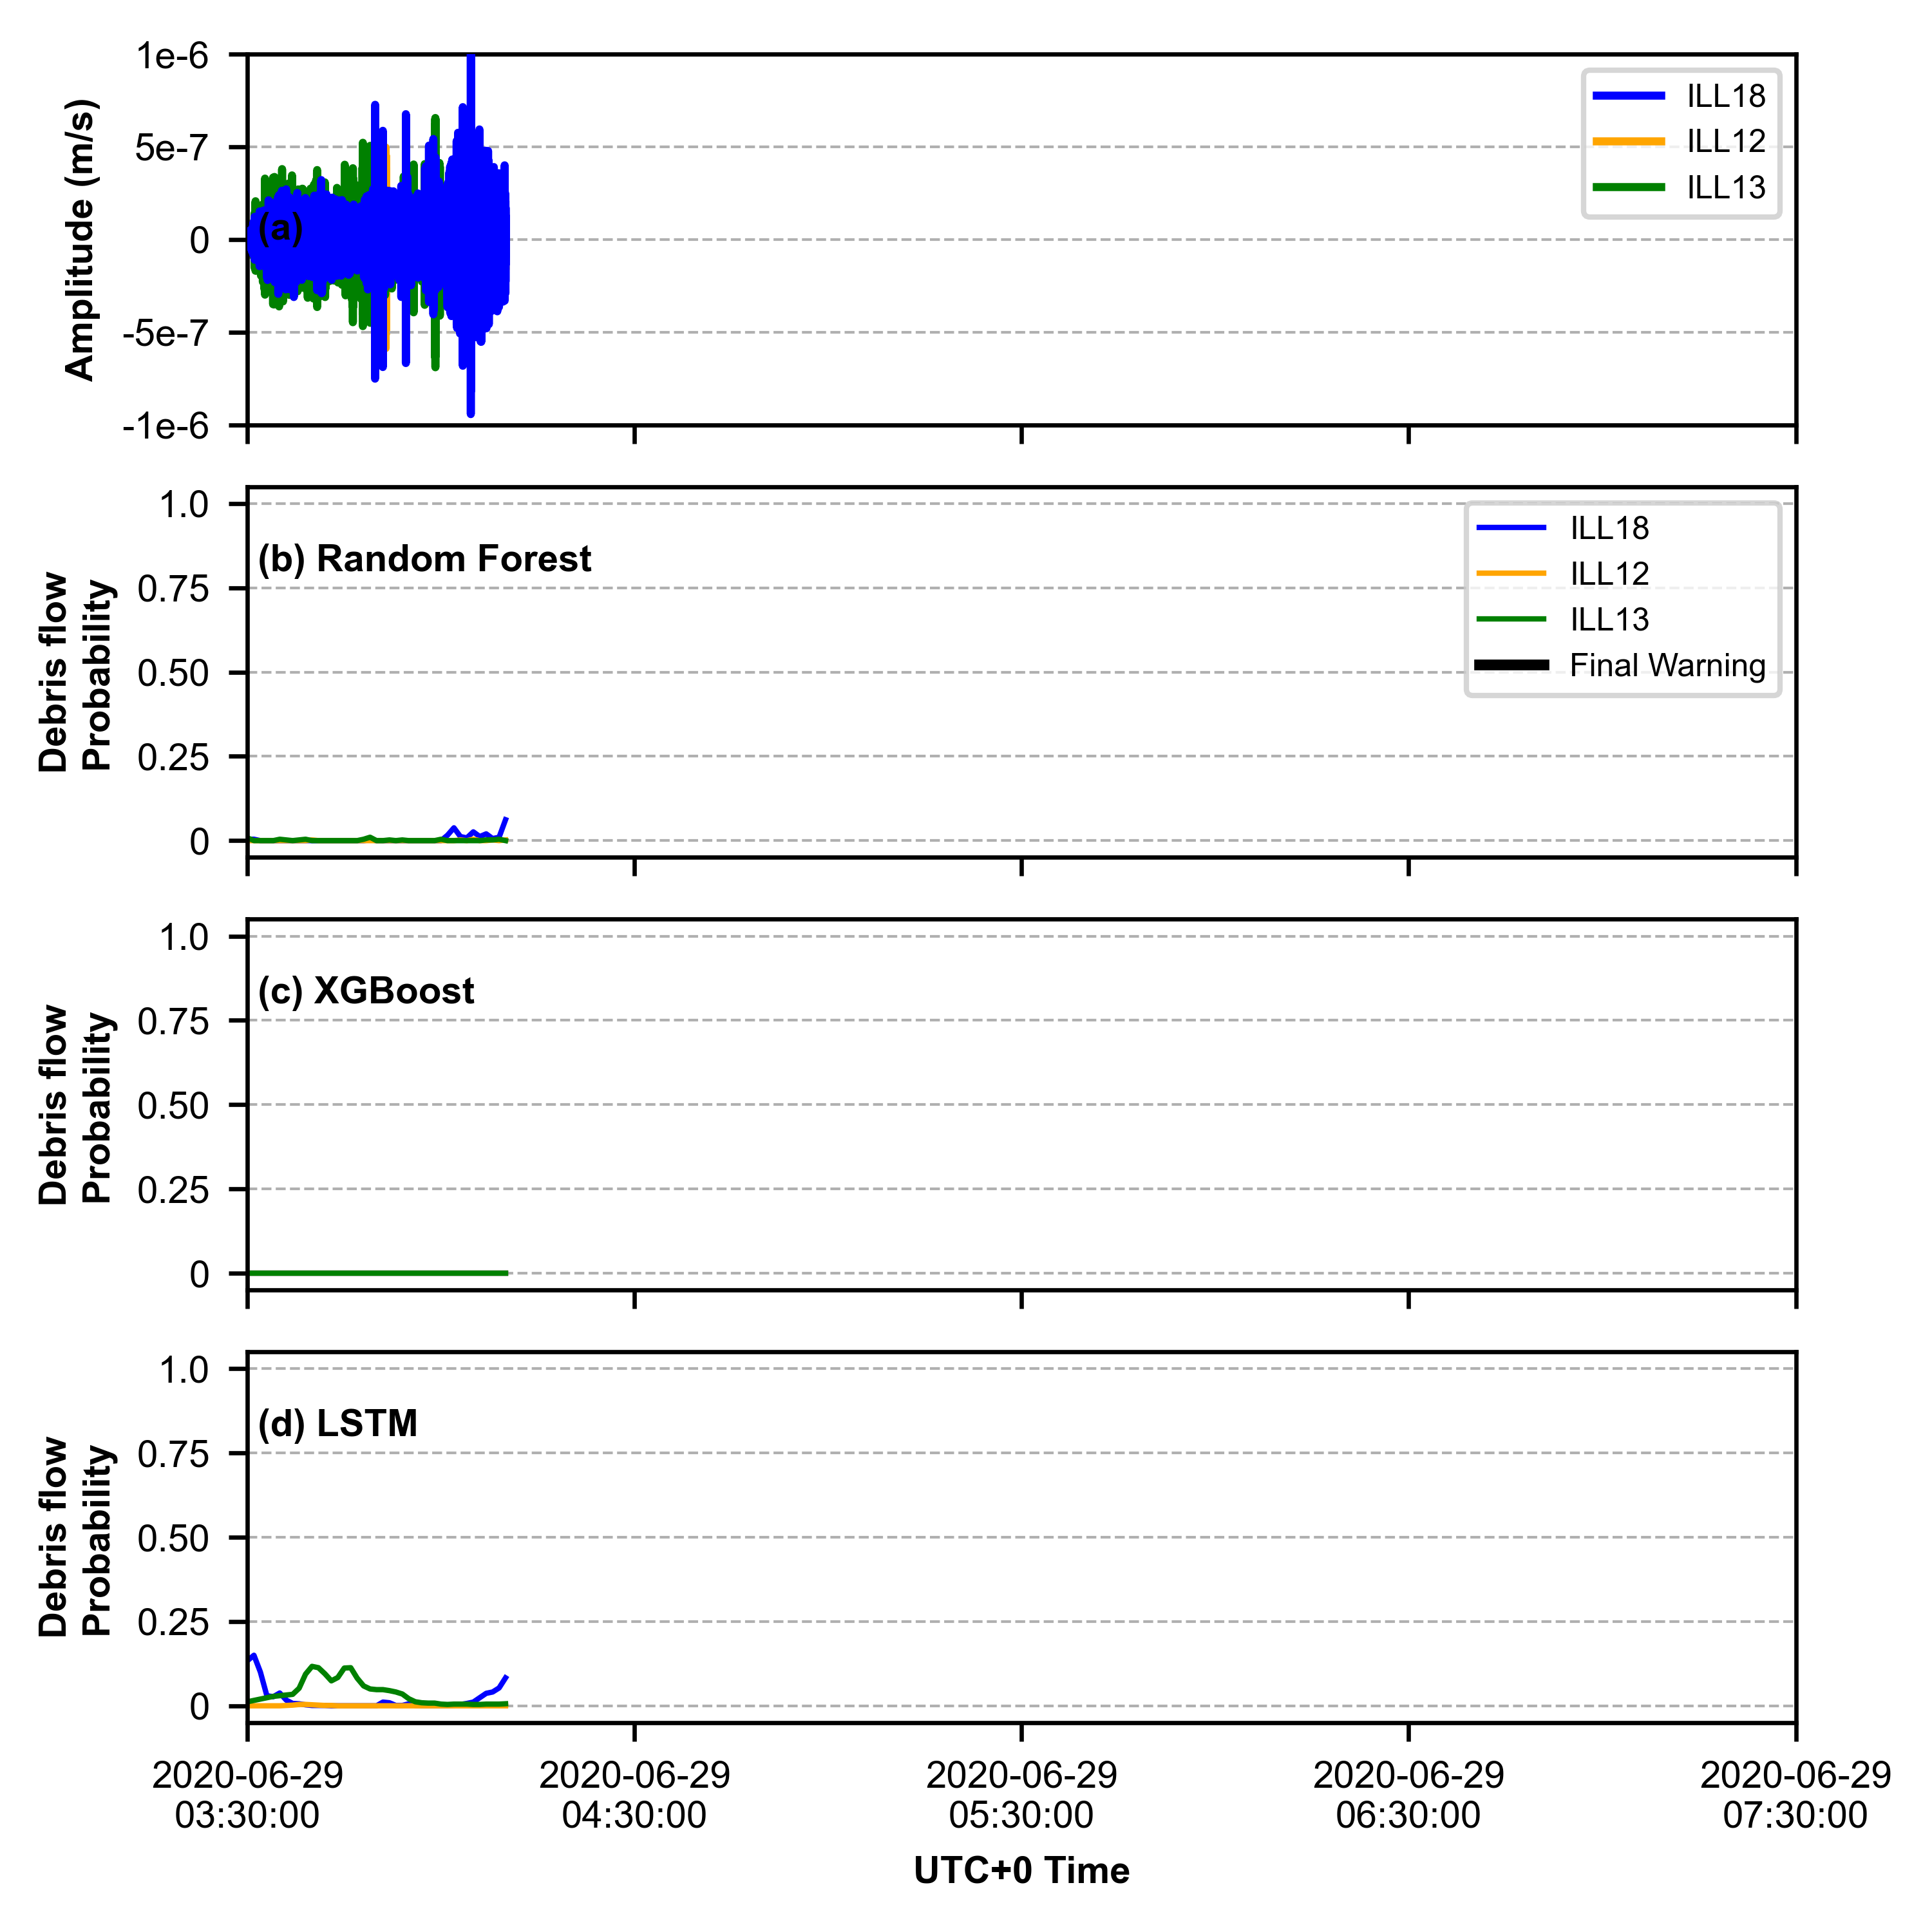 1e-6
5e-7
0
-5e-7
-1e-6
Amplitude (m/s)
(a)
ILL18
ILL12
ILL13
1.0
0.75
0.50
0.25
0
Debris flow
Probability
(b) Random Forest
ILL18
ILL12
ILL13
Final Warning
1.0
0.75
0.50
0.25
0
Debris flow
Probability
(c) XGBoost
1.0
0.75
0.50
0.25
0
Debris flow
Probability
(d) LSTM
2020-06-29
03:30:00
2020-06-29
04:30:00
2020-06-29
05:30:00
2020-06-29
06:30:00
2020-06-29
07:30:00
UTC+0 Time